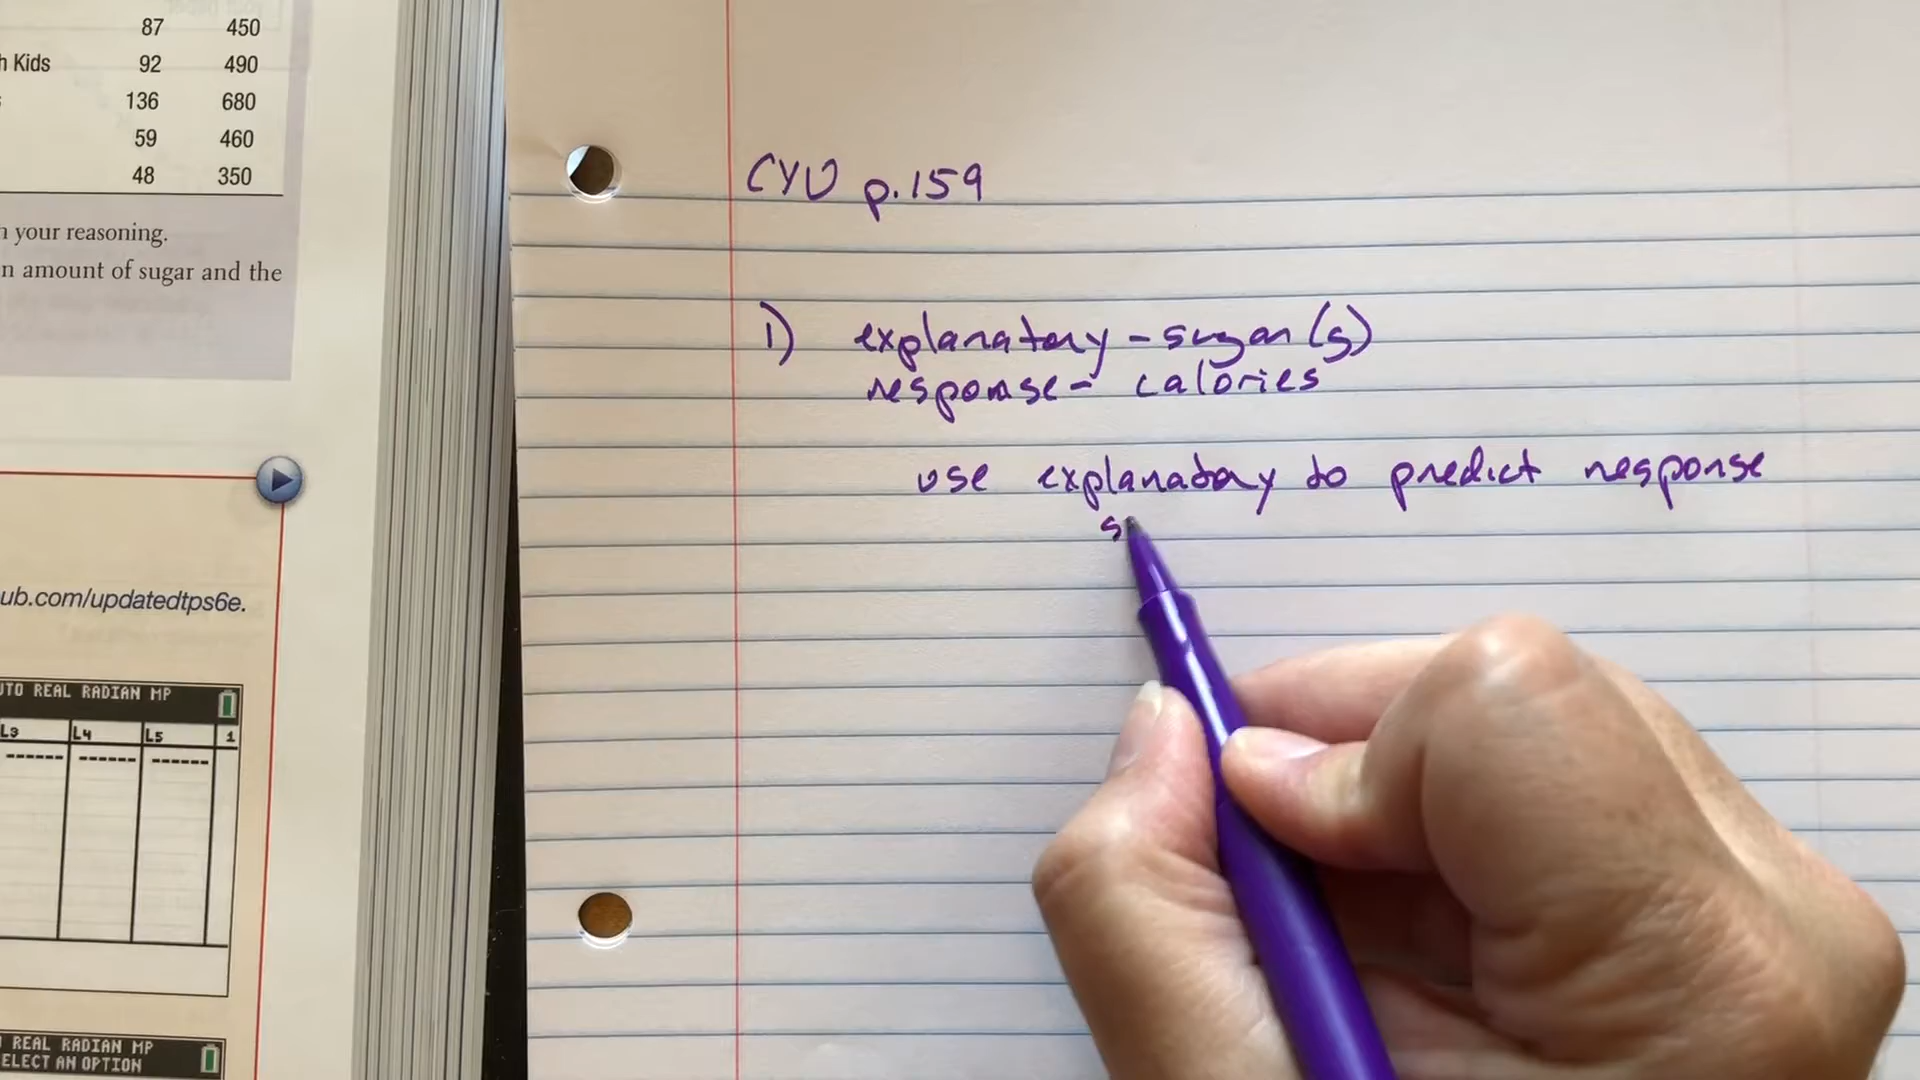 87 450
h Kids 92 490
136 680
59 460
48 350
n your reasoning.
n amount of sugar and the
ub.com/updatedtps6e.
UTO REAL RADIAN MP
L3 L4 L5 1
------ ------ ------
REAL RADIAN MP
ELECT AN OPTION
CYU p.159
1) explanatory - sugar (g)
response - calories
use explanatory to predict response
s